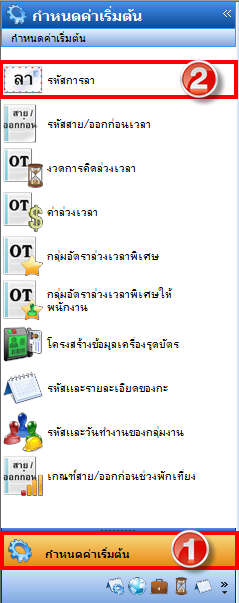 กำหนดค่าเริ่มต้น «
กำหนดค่าเริ่มต้น
ลา รหัสการลา 2
สาย/
ออกก่อน รหัสสาย/ออกก่อนเวลา
OT งวดการคิดล่วงเวลา
OT ค่าล่วงเวลา
OT กลุ่มอัตราล่วงเวลาพิเศษ
OT กลุ่มอัตราล่วงเวลาพิเศษให้
พนักงาน
โครงสร้างข้อมูลเครื่องรูดบัตร
รหัสและรายละเอียดของกะ
รหัสและวันทำงานของกลุ่มงาน
สาย/
ออกก่อน เกณฑ์สาย/ออกก่อนช่วงพักเที่ยง
กำหนดค่าเริ่มต้น 1
»